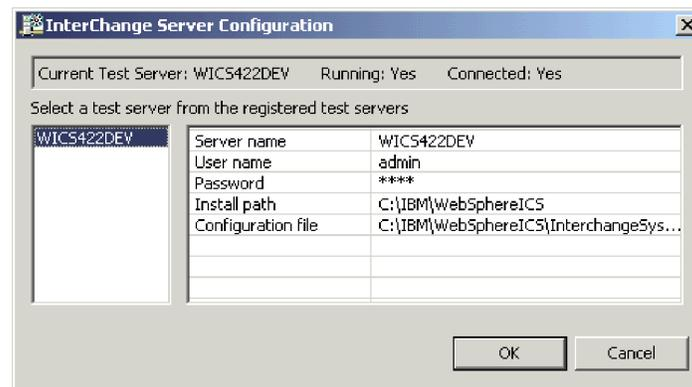 InterChange Server Configuration
Current Test Server: WICS422DEV Running: Yes Connected: Yes
Select a test server from the registered test servers
WICS422DEV
Server name WICS422DEV
User name admin
Password ****
Install path C:\IBM\WebSphereICS
Configuration file C:\IBM\WebSphereICS\InterchangeSys...
OK Cancel